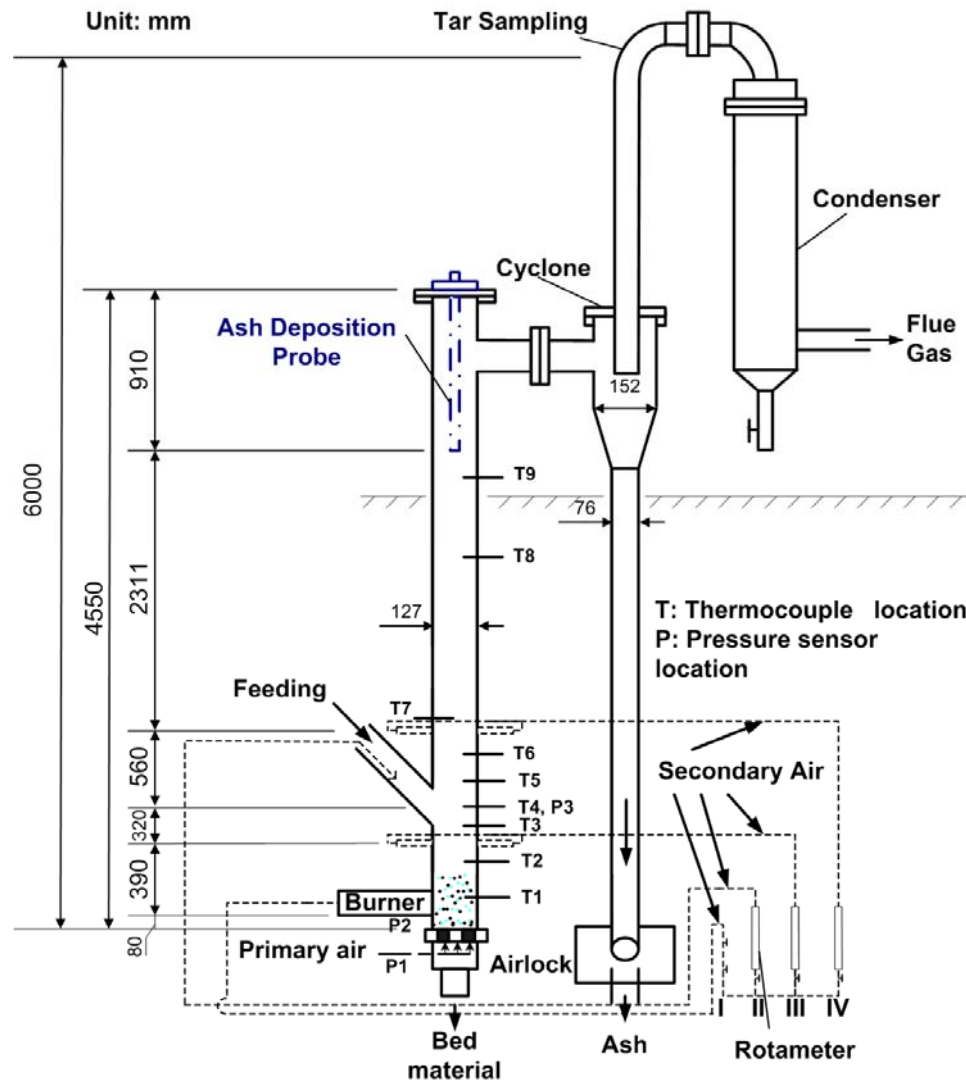 Unit: mm
Tar Sampling
Condenser
Cyclone
Flue
Gas
Ash Deposition
Probe
910
152
T9
6000
76
T8
2311
4550
T: Thermocouple location
P: Pressure sensor
location
127
Feeding
T7
T6
560
Secondary Air
T5
T4, P3
320
T3
T2
390
Burner
T1
P2
80
Primary air
P1
Airlock
I
II
III
IV
Bed
material
Ash
Rotameter